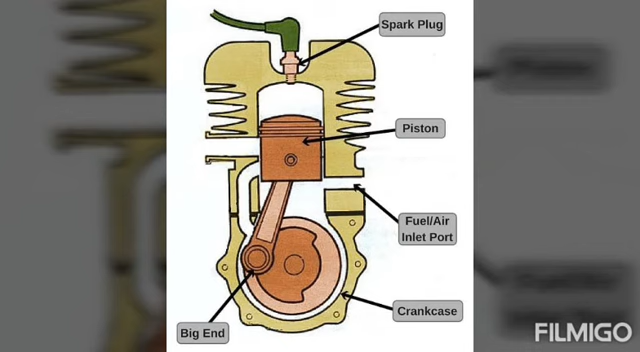 Spark Plug
Piston
Fuel/Air
Inlet Port
Crankcase
Big End
FILMIGO